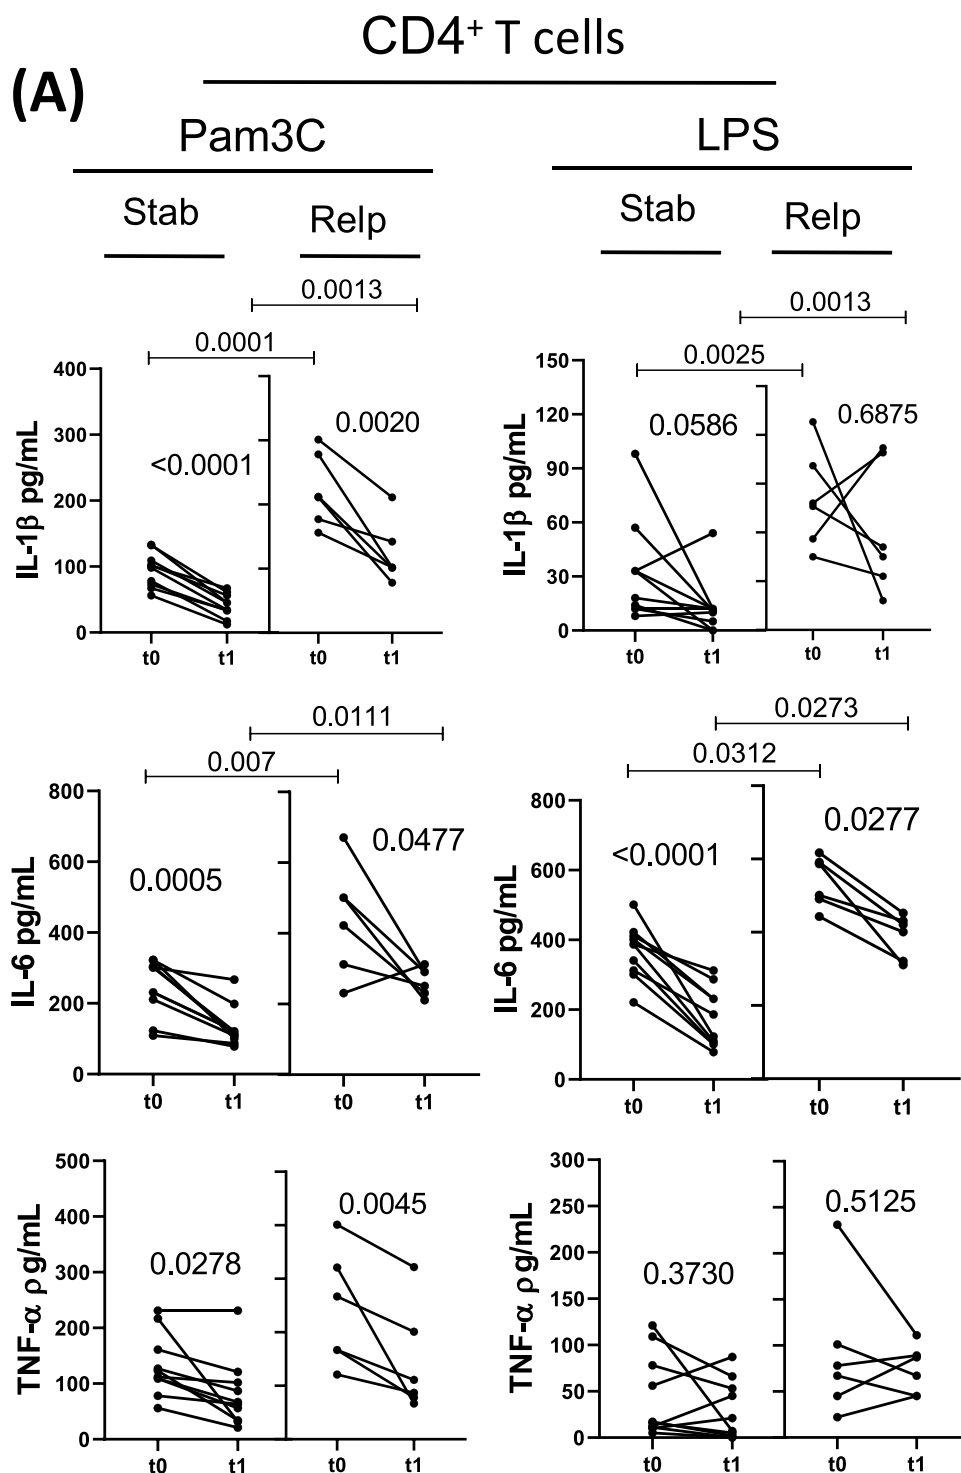 CD4⁺ T cells
(A)
Pam3C
LPS
Stab
Relp
Stab
Relp
0.0013
0.0001
0.0013
0.0025
IL-1β pg/mL
400
300
200
100
0
<0.0001
0.0020
t0
t1
t0
t1
IL-1β pg/mL
150
120
90
60
30
0
0.0586
0.6875
t0
t1
t0
t1
0.0111
0.007
0.0273
0.0312
IL-6 pg/mL
800
600
400
200
0
0.0005
0.0477
t0
t1
t0
t1
IL-6 pg/mL
800
600
400
200
0
<0.0001
0.0277
t0
t1
t0
t1
TNF-α ρg/mL
500
400
300
200
100
0
0.0278
0.0045
t0
t1
t0
t1
TNF-α ρg/mL
300
250
200
150
100
50
0
0.3730
0.5125
t0
t1
t0
t1